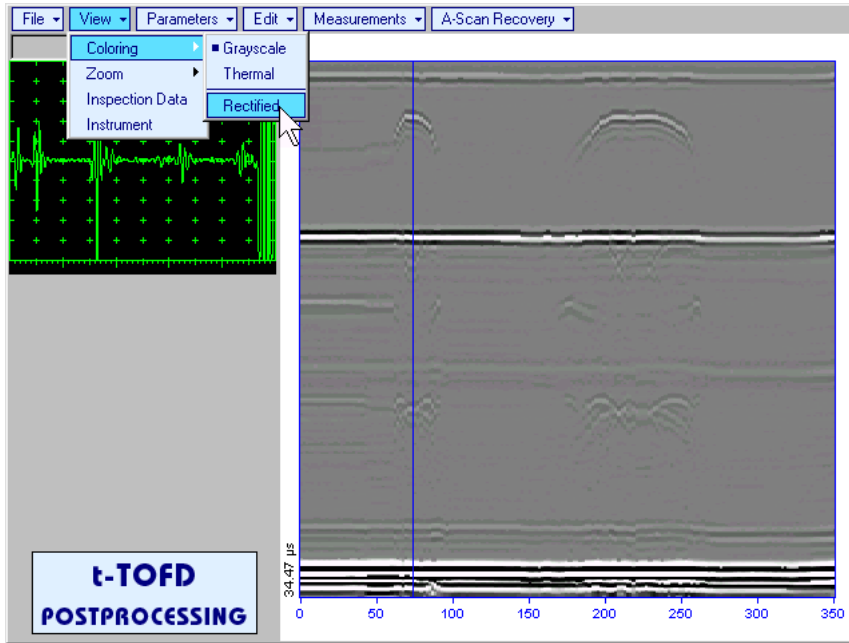 File View Parameters Edit Measurements A-Scan Recovery
Coloring
Zoom
Inspection Data
Instrument
Grayscale
Thermal
Rectified
34.47 µs
0 50 100 150 200 250 300 350
t-TOFD
POSTPROCESSING